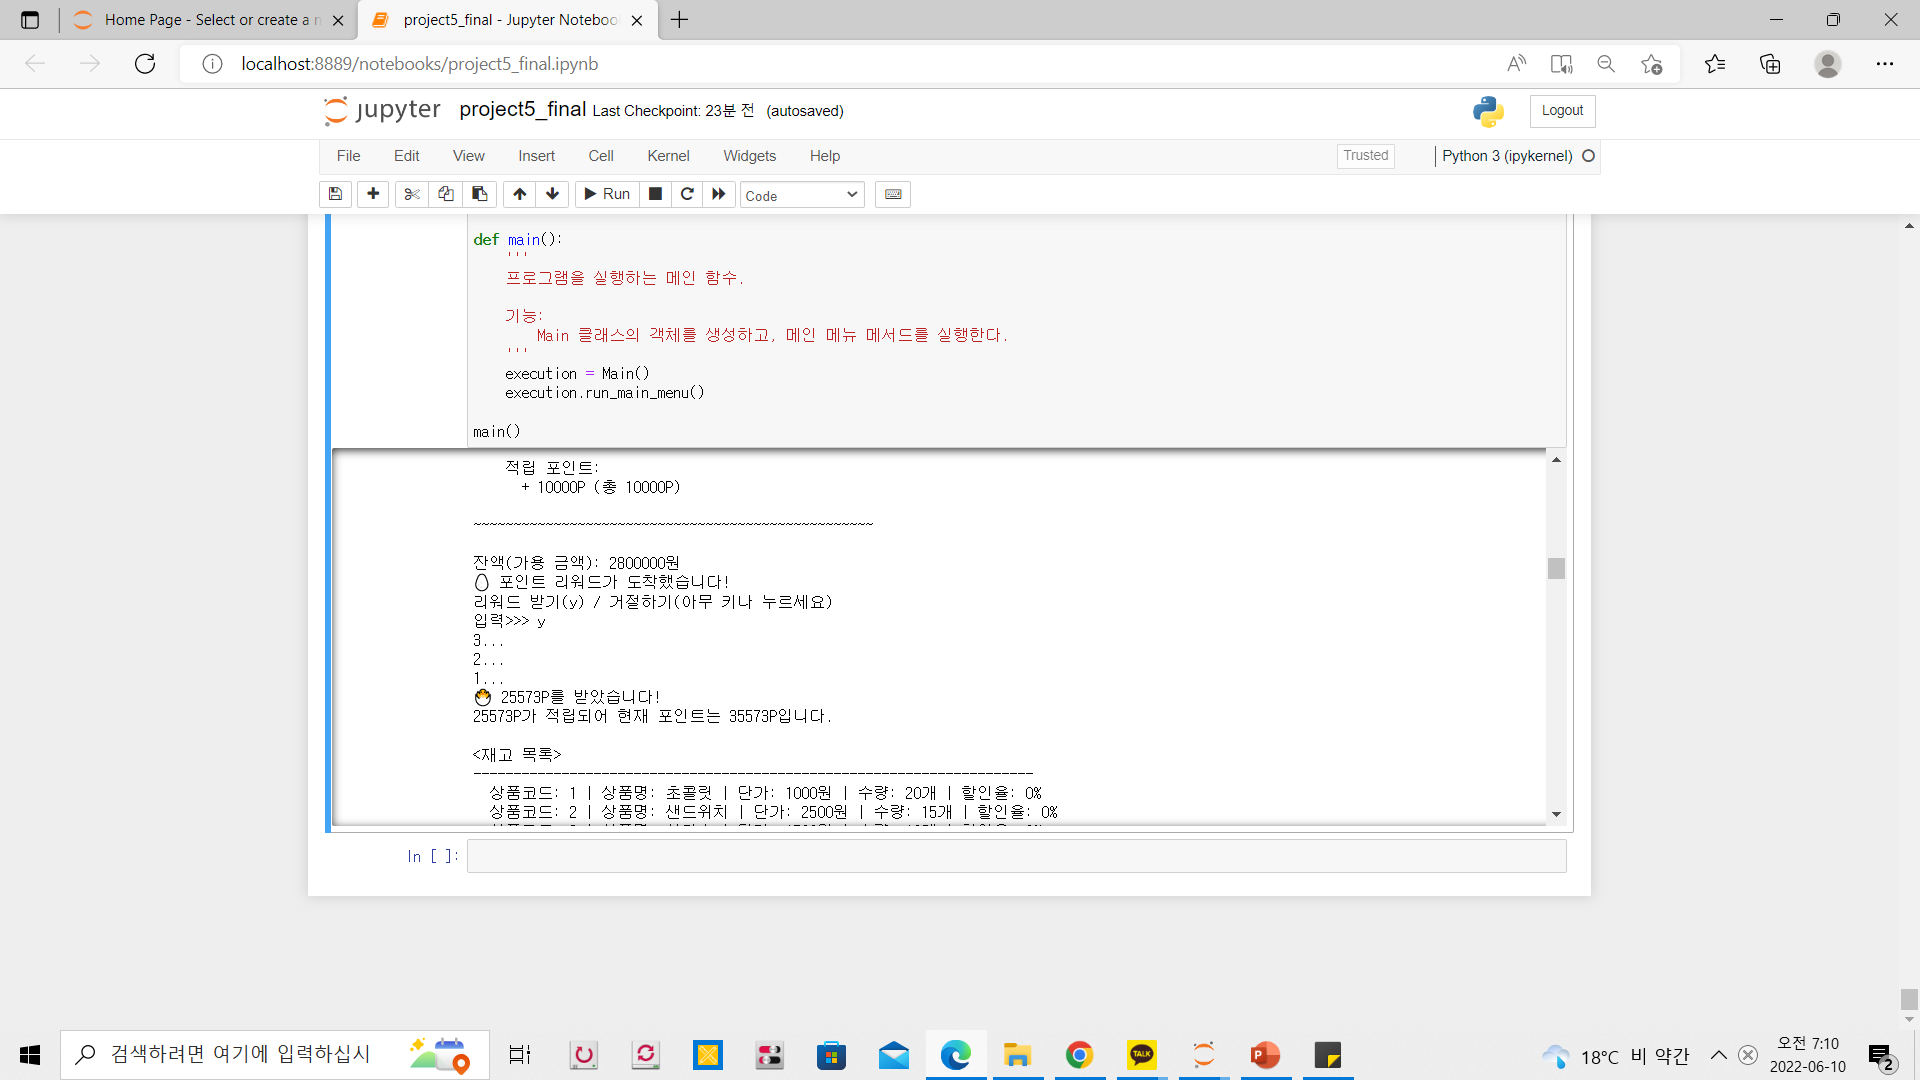 Home Page - Select or create a n
project5_final - Jupyter Noteboo
localhost:8889/notebooks/project5_final.ipynb
jupyter project5_final Last Checkpoint: 23분 전 (autosaved)
Logout
File Edit View Insert Cell Kernel Widgets Help
Trusted
Python 3 (ipykernel)
Run
Code
def main():
'''
프로그램을 실행하는 메인 함수.
기능:
Main 클래스의 객체를 생성하고, 메인 메뉴 메서드를 실행한다.
'''
execution = Main()
execution.run_main_menu()
main()
적립 포인트:
+ 10000P (총 10000P)
~~~~~~~~~~~~~~~~~~~~~~~~~~~~~~~~~~~~~~~~~~~~~~~~~~
잔액(가용 금액): 2800000원
포인트 리워드가 도착했습니다!
리워드 받기(y) / 거절하기(아무 키나 누르세요)
입력>>> y
3...
2...
1...
25573P를 받았습니다!
25573P가 적립되어 현재 포인트는 35573P입니다.
<재고 목록>
----------------------------------------------------------------------
상품코드: 1 | 상품명: 초콜릿 | 단가: 1000원 | 수량: 20개 | 할인율: 0%
상품코드: 2 | 상품명: 샌드위치 | 단가: 2500원 | 수량: 15개 | 할인율: 0%
In [ ]:
검색하려면 여기에 입력하십시
TALK
18°C 비 약간
오전 7:10
2022-06-10
2